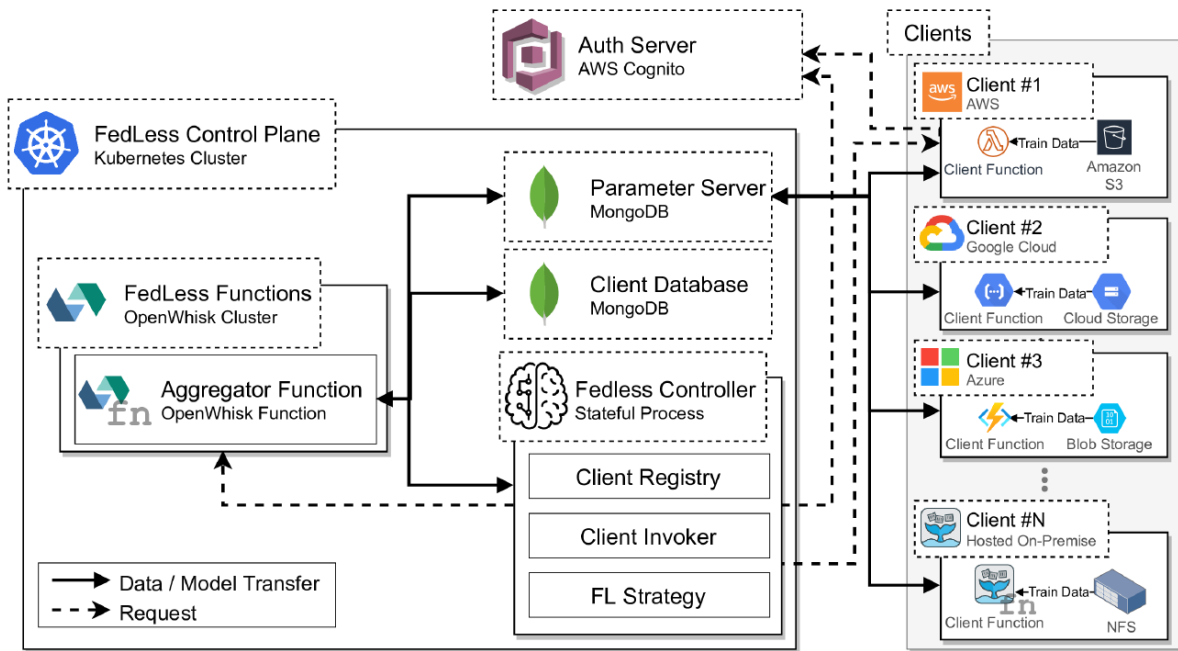 Auth Server
AWS Cognito
Clients
Client #1
AWS
Client Function
Train Data
Amazon
S3
FedLess Control Plane
Kubernetes Cluster
Parameter Server
MongoDB
Client #2
Google Cloud
Client Function
Train Data
Cloud Storage
FedLess Functions
OpenWhisk Cluster
Client Database
MongoDB
Client #3
Azure
Client Function
Train Data
Blob Storage
Aggregator Function
OpenWhisk Function
fn
Fedless Controller
Stateful Process
Client Registry
Client Invoker
FL Strategy
Client #N
Hosted On-Premise
Client Function
fn
Train Data
NFS
Data / Model Transfer
Request